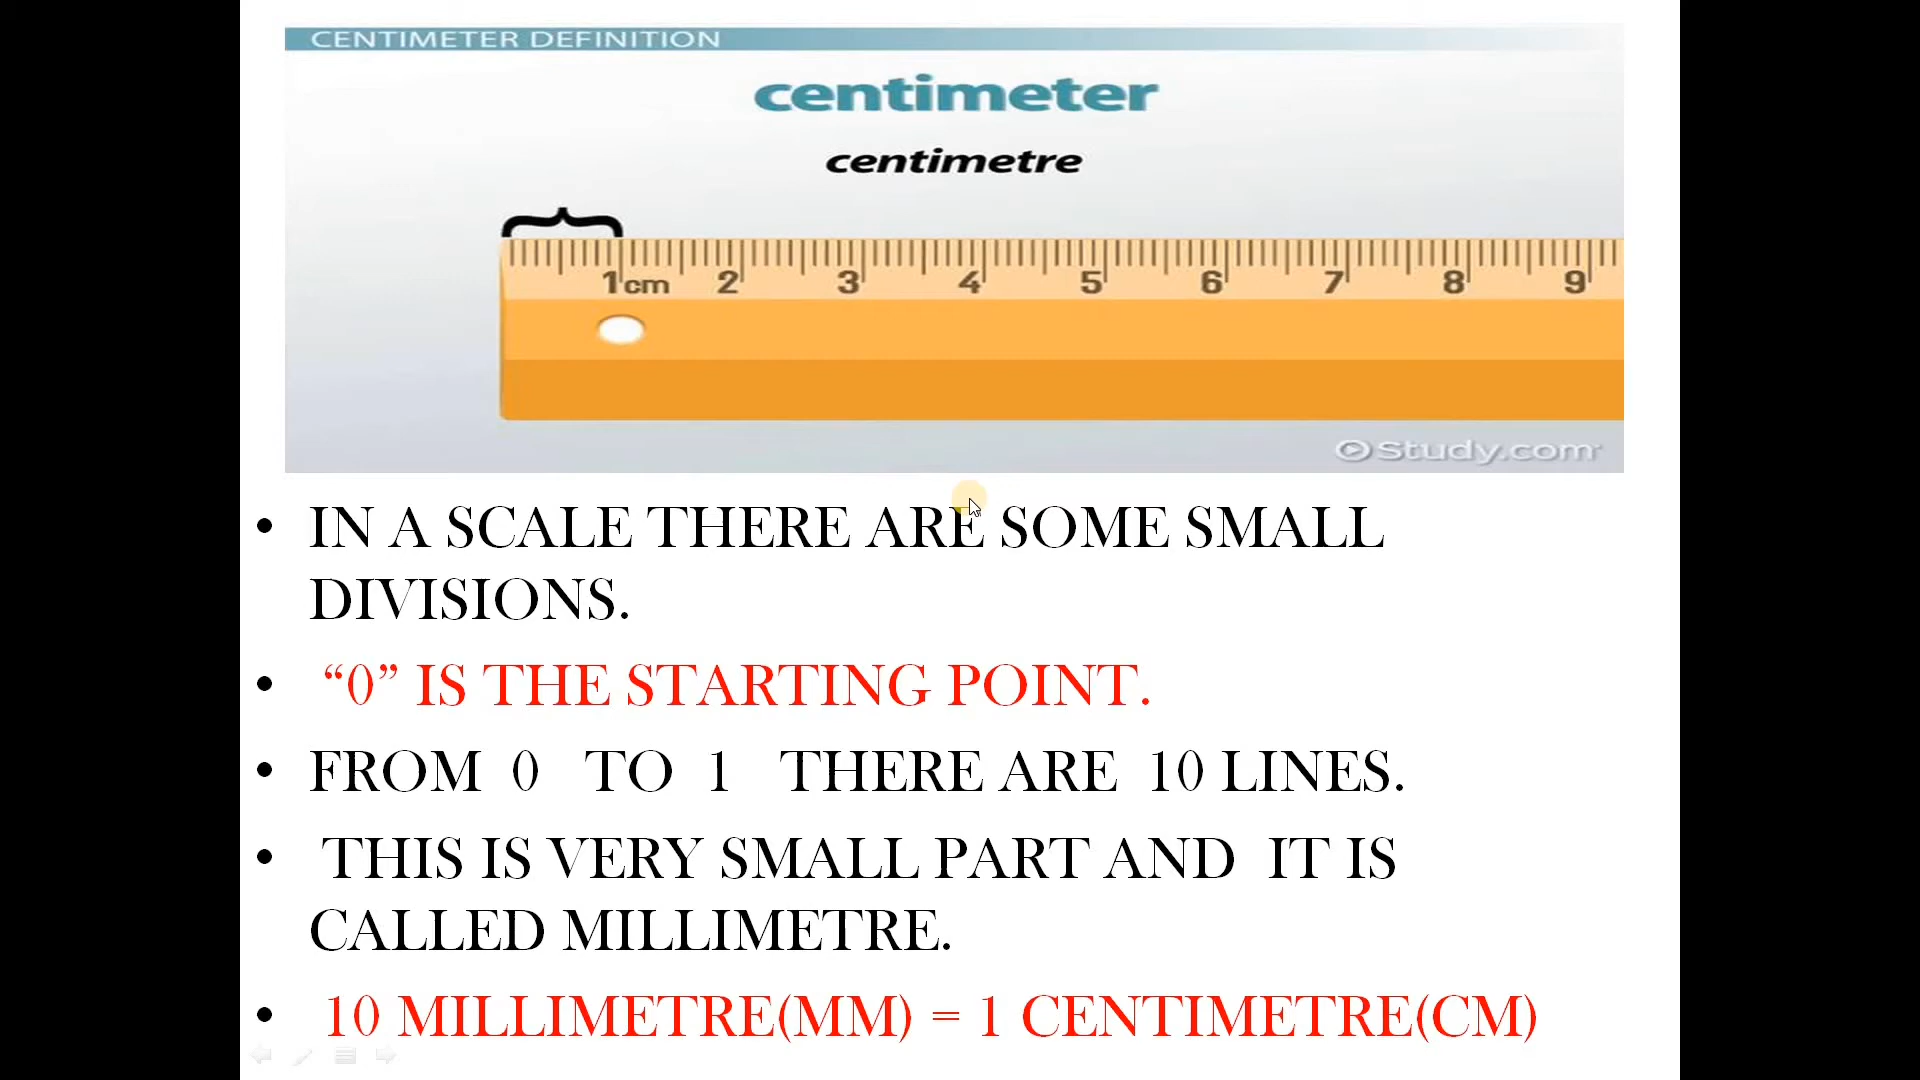 CENTIMETER DEFINITION
centimeter
centimetre
1cm 2 3 4 5 6 7 8 9
Study.com
• IN A SCALE THERE ARE SOME SMALL
DIVISIONS.
• “0” IS THE STARTING POINT.
• FROM 0 TO 1 THERE ARE 10 LINES.
• THIS IS VERY SMALL PART AND IT IS
CALLED MILLIMETRE.
• 10 MILLIMETRE(MM) = 1 CENTIMETRE(CM)